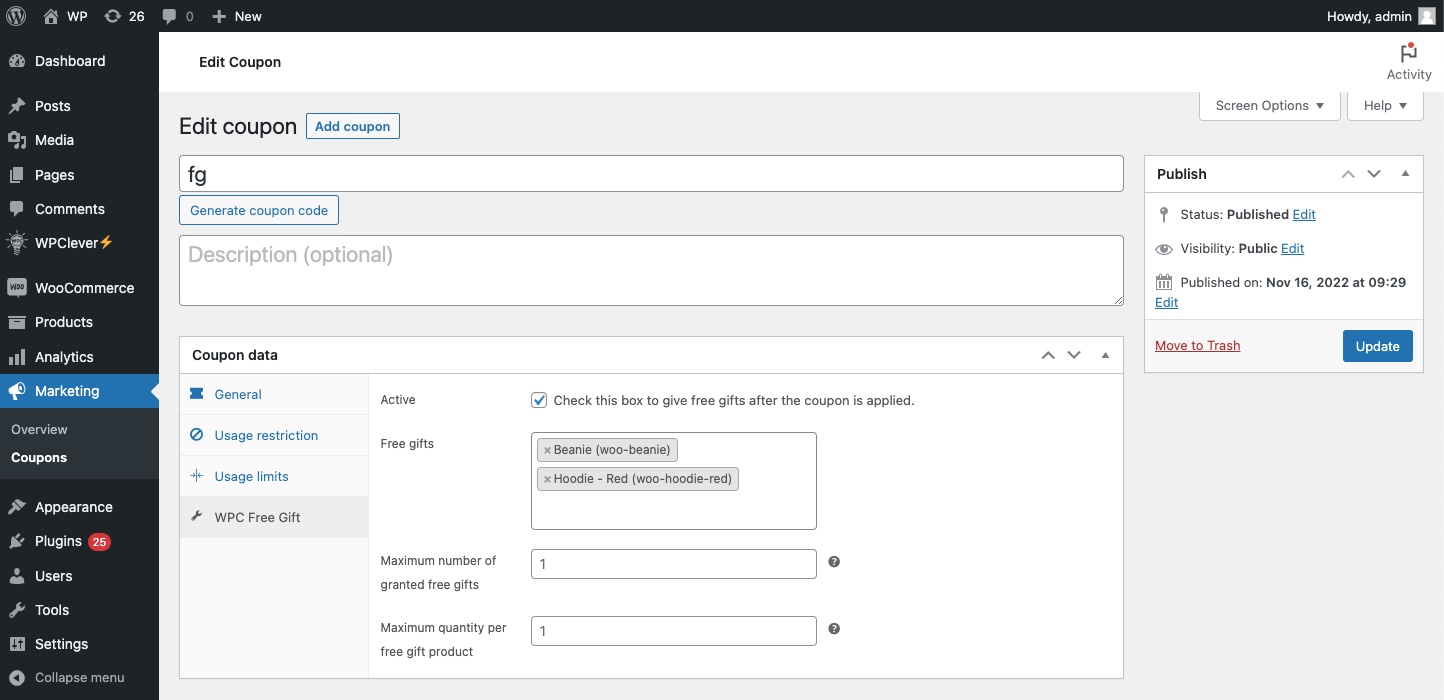 WP 26 0 New Howdy, admin
Dashboard
Posts
Media
Pages
Comments
WPClever⚡
Woo WooCommerce
Products
Analytics
Marketing
Overview
Coupons
Appearance
Plugins 25
Users
Tools
Settings
Collapse menu
Edit Coupon
Activity
Screen Options ▼ Help ▼
Edit coupon Add coupon
fg
Generate coupon code
Description (optional)
Coupon data
General
Usage restriction
Usage limits
WPC Free Gift
Active Check this box to give free gifts after the coupon is applied.
Free gifts
× Beanie (woo-beanie)
× Hoodie - Red (woo-hoodie-red)
Maximum number of
granted free gifts
1 ?
Maximum quantity per
free gift product
1 ?
Publish
Status: Published Edit
Visibility: Public Edit
Published on: Nov 16, 2022 at 09:29
Edit
Move to Trash Update